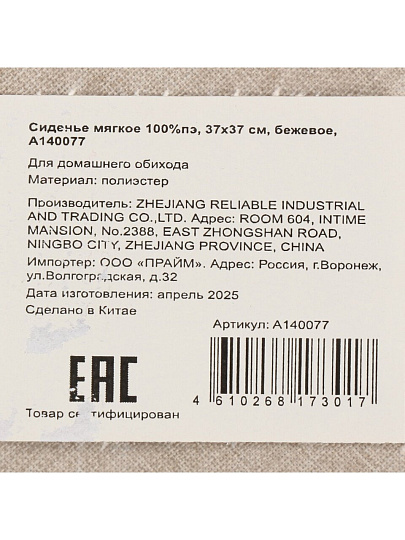 Сиденье мягкое 100%пэ, 37х37 см, бежевое,
А140077
Для домашнего обихода
Материал: полиэстер
Производитель: ZHEJIANG RELIABLE INDUSTRIAL
AND TRADING CO.,LTD. Адрес: ROOM 604, INTIME
MANSION, No.2388, EAST ZHONGSHAN ROAD,
NINGBO CITY, ZHEJIANG PROVINCE, CHINA
Импортер: ООО «ПРАЙМ». Адрес: Россия, г.Воронеж,
ул.Волгоградская, д.32
Дата изготовления: апрель 2025
Сделано в Китае
Артикул: А140077
EAC
4 610268 173017
Товар сертифицирован